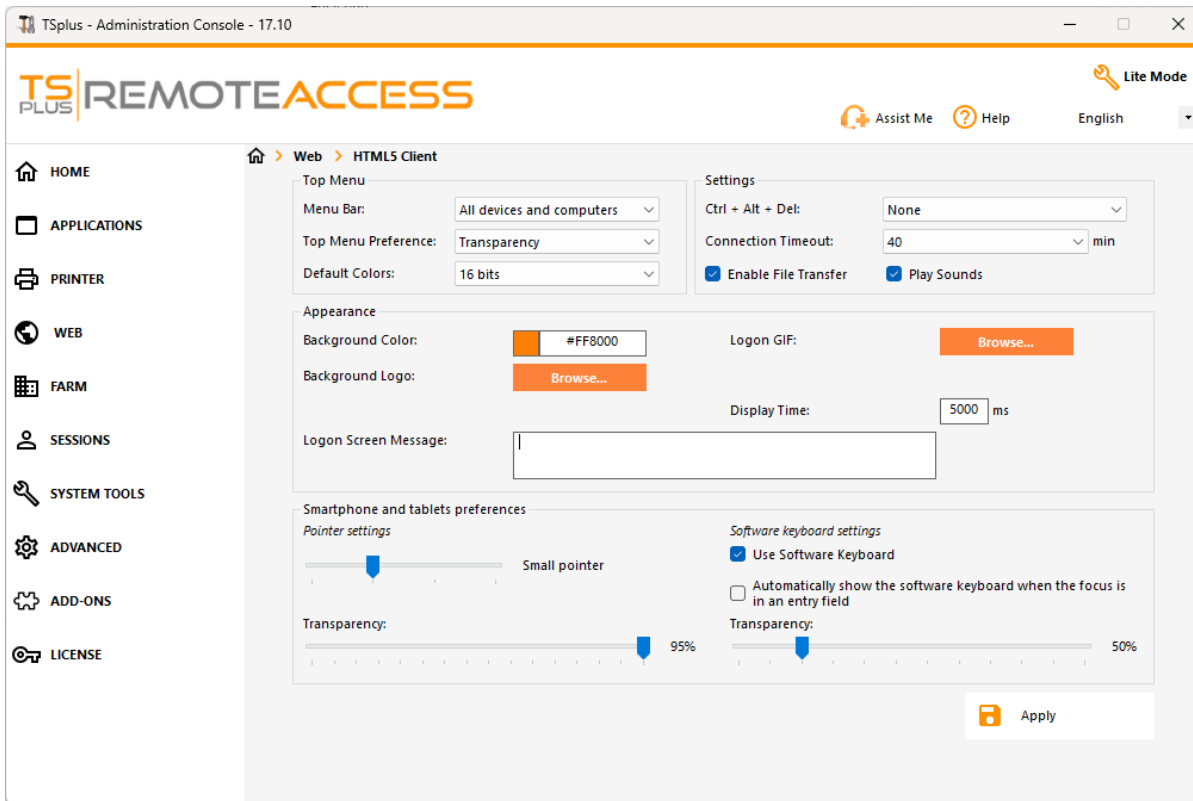 TSplus - Administration Console - 17.10
TS PLUS REMOTEACCESS
Lite Mode
Assist Me
Help
English
HOME
APPLICATIONS
PRINTER
WEB
FARM
SESSIONS
SYSTEM TOOLS
ADVANCED
ADD-ONS
LICENSE
Web > HTML5 Client
Top Menu
Menu Bar: All devices and computers
Top Menu Preference: Transparency
Default Colors: 16 bits
Settings
Ctrl + Alt + Del: None
Connection Timeout: 40 min
Enable File Transfer
Play Sounds
Appearance
Background Color: #FF8000
Logon GIF: Browse...
Background Logo: Browse...
Display Time: 5000 ms
Logon Screen Message:
Smartphone and tablets preferences
Pointer settings
Small pointer
Transparency: 95%
Software keyboard settings
Use Software Keyboard
Automatically show the software keyboard when the focus is
in an entry field
Transparency: 50%
Apply